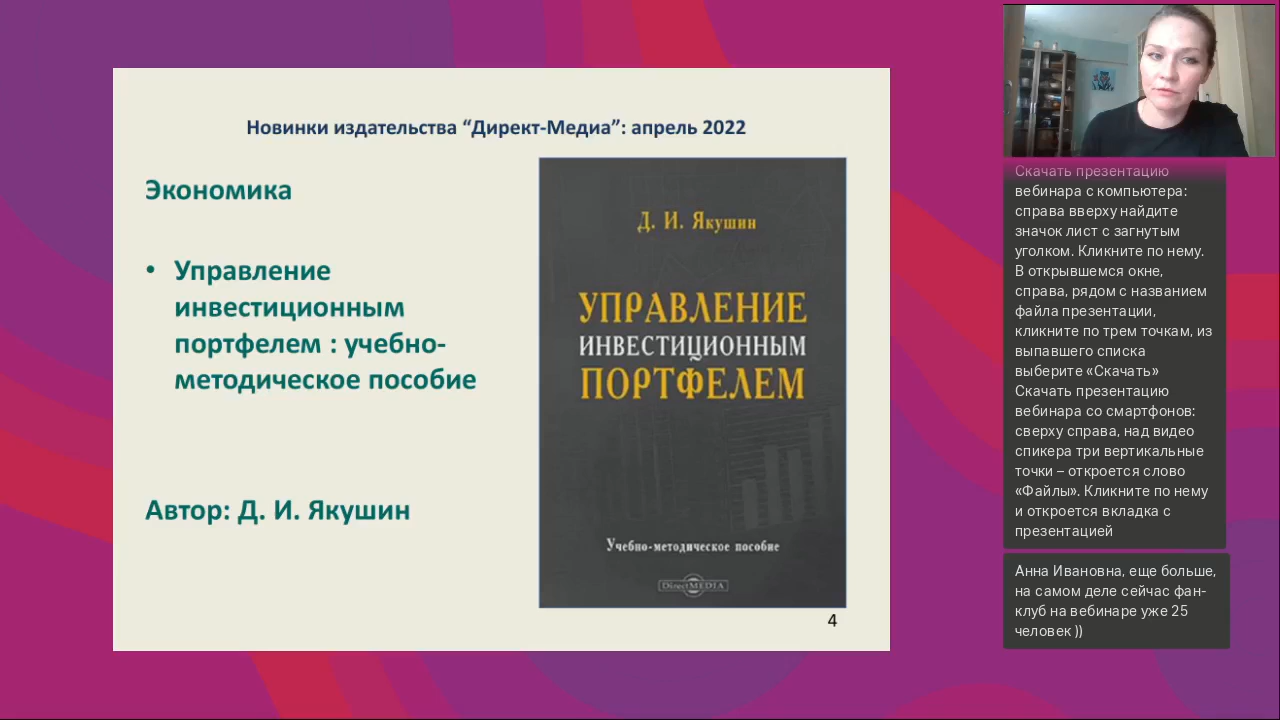 Новинки издательства “Директ-Медиа”: апрель 2022
Экономика
• Управление
инвестиционным
портфелем : учебно-
методическое пособие
Автор: Д. И. Якушин
Д. И. Якушин
УПРАВЛЕНИЕ
ИНВЕСТИЦИОННЫМ
ПОРТФЕЛЕМ
Учебно-методическое пособие
DirectMEDIA
4
Скачать презентацию
вебинара с компьютера:
справа вверху найдите
значок лист с загнутым
уголком. Кликните по нему.
В открывшемся окне,
справа, рядом с названием
файла презентации,
кликните по трем точкам, из
выпавшего списка
выберите «Скачать»
Скачать презентацию
вебинара со смартфонов:
сверху справа, над видео
спикера три вертикальные
точки – откроется слово
«Файлы». Кликните по нему
и откроется вкладка с
презентацией
Анна Ивановна, еще больше,
на самом деле сейчас фан-
клуб на вебинаре уже 25
человек ))